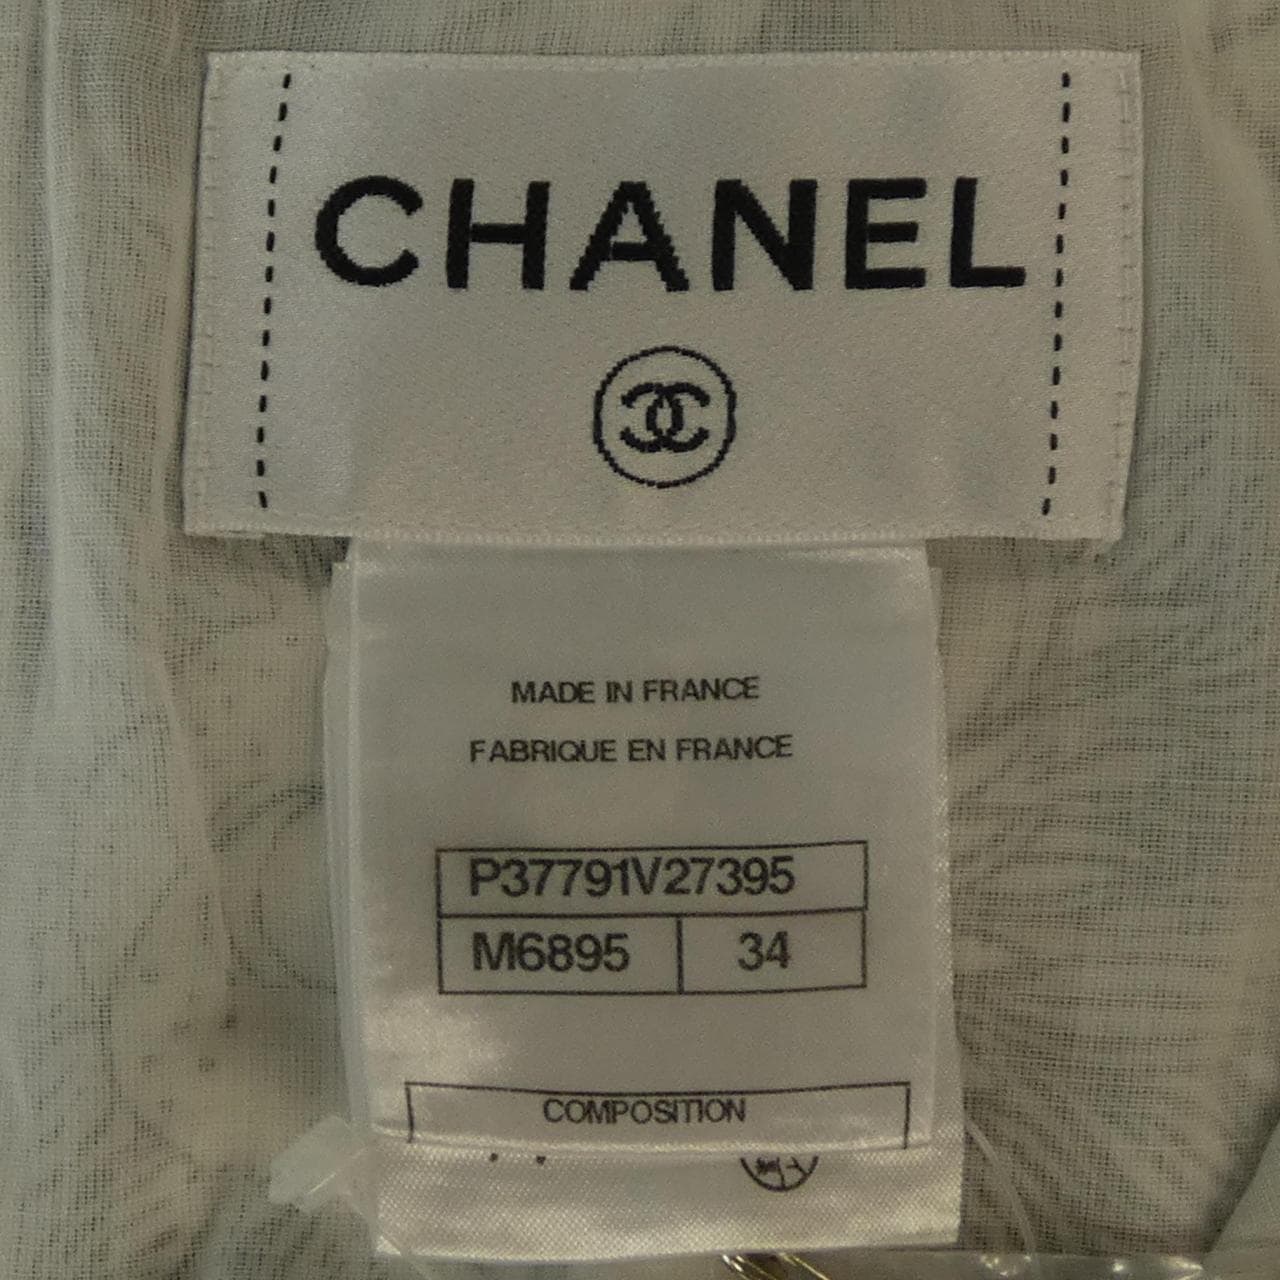 CHANEL
MADE IN FRANCE
FABRIQUE EN FRANCE
P37791V27395
M6895 34
COMPOSITION